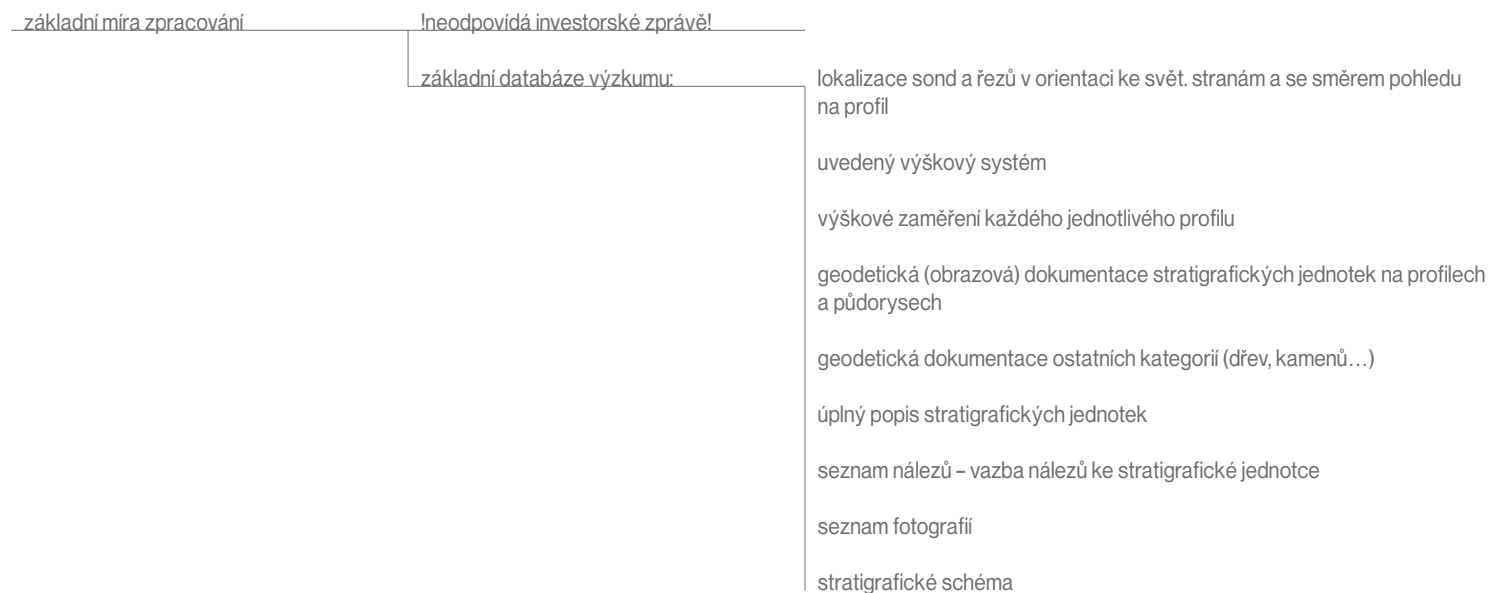 základní míra zpracování
!neodpovídá investorské zprávě!
základní databáze výzkumu:
lokalizace sond a řezů v orientaci ke svět. stranám a se směrem pohledu
na profil
uvedený výškový systém
výškové zaměření každého jednotlivého profilu
geodetická (obrazová) dokumentace stratigrafických jednotek na profilech
a půdorysech
geodetická dokumentace ostatních kategorií (dřev, kamenů…)
úplný popis stratigrafických jednotek
seznam nálezů – vazba nálezů ke stratigrafické jednotce
seznam fotografií
stratigrafické schéma